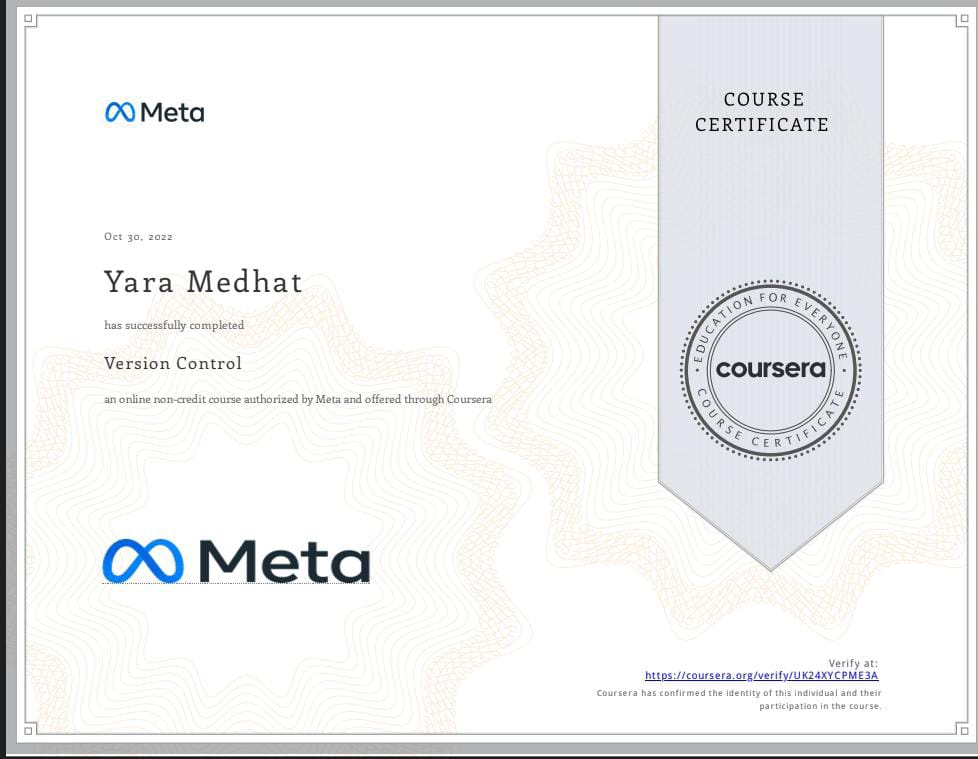 Meta
COURSE
CERTIFICATE
Oct 30, 2022
Yara Medhat
has successfully completed
Version Control
an online non-credit course authorized by Meta and offered through Coursera
EDUCATION FOR EVERYONE
coursera
COURSE CERTIFICATE
Meta
Verify at:
https://coursera.org/verify/UK24XYCPME3A
Coursera has confirmed the identity of this individual and their
participation in the course.